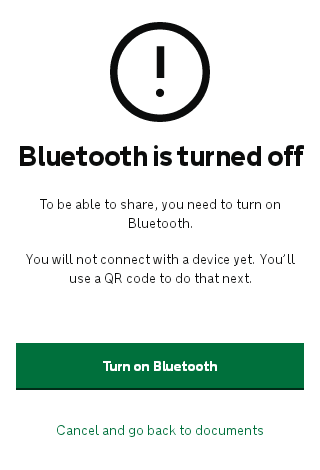 Bluetooth is turned off
To be able to share, you need to turn on
Bluetooth.
You will not connect with a device yet. You'll
use a QR code to do that next.
Turn on Bluetooth
Cancel and go back to documents